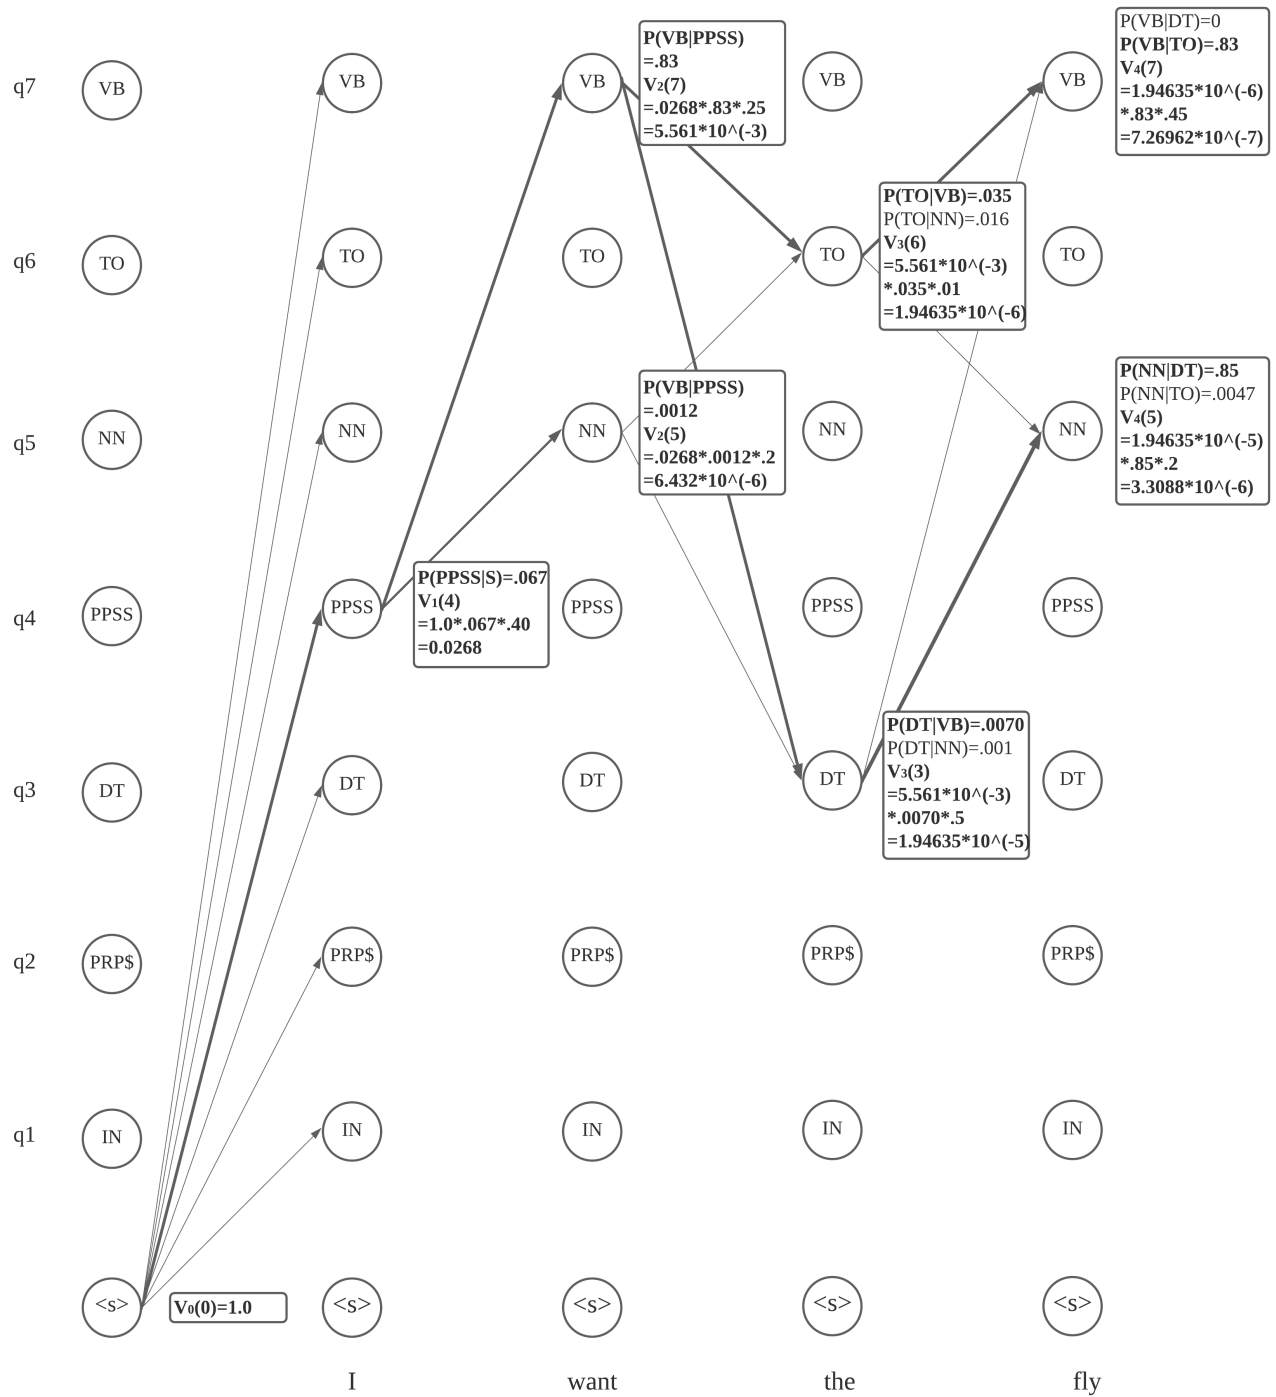 q7
VB
VB
VB
P(VB|PPSS)
=.83
V2(7)
=.0268*.83*.25
=5.561*10^(-3)
VB
VB
P(VB|DT)=0
P(VB|TO)=.83
V4(7)
=1.94635*10^(-6)
*.83*.45
=7.26962*10^(-7)
q6
TO
TO
TO
TO
P(TO|VB)=.035
P(TO|NN)=.016
V3(6)
=5.561*10^(-3)
*.035*.01
=1.94635*10^(-6)
TO
q5
NN
NN
NN
P(VB|PPSS)
=.0012
V2(5)
=.0268*.0012*.2
=6.432*10^(-6)
NN
NN
P(NN|DT)=.85
P(NN|TO)=.0047
V4(5)
=1.94635*10^(-5)
*.85*.2
=3.3088*10^(-6)
q4
PPSS
PPSS
P(PPSS|S)=.067
V1(4)
=1.0*.067*.40
=0.0268
PPSS
PPSS
PPSS
q3
DT
DT
DT
DT
P(DT|VB)=.0070
P(DT|NN)=.001
V3(3)
=5.561*10^(-3)
*.0070*.5
=1.94635*10^(-5)
DT
q2
PRP$
PRP$
PRP$
PRP$
PRP$
q1
IN
IN
IN
IN
IN
<s>
V0(0)=1.0
<s>
<s>
<s>
<s>
I
want
the
fly